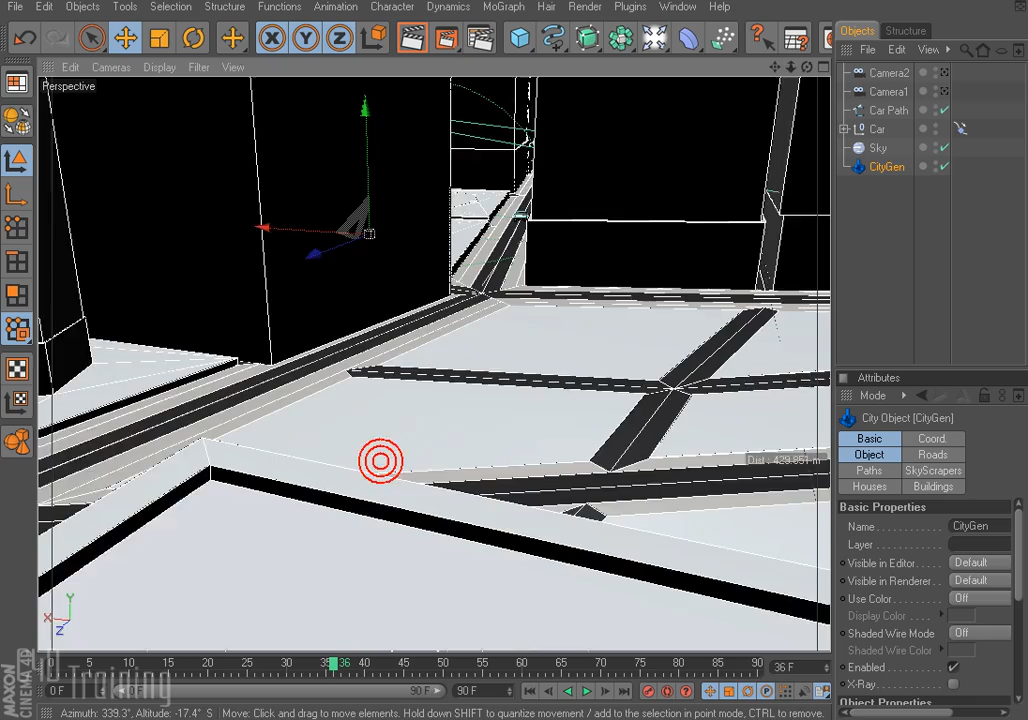 File Edit Objects Tools Selection Structure Functions Animation Character Dynamics MoGraph Hair Render Plugins Window Help
Objects Structure
File Edit View
Edit Cameras Display Filter View
Perspective
Camera2
Camera1
Car Path
Car
Sky
CityGen
Dist : 429.851 m
Attributes
Mode
City Object [CityGen]
Basic Coord.
Object Roads
Paths SkyScrapers
Houses Buildings
Basic Properties
Name CityGen
Layer
Visible in Editor Default
Visible in Renderer Default
Use Color Off
Display Color
Shaded Wire Mode Off
Shaded Wire Color
Enabled
X-Ray
Object Properties
X Y Z
0 5 10 15 20 25 30 36 40 45 50 55 60 65 70 75 80 85 90 36 F
0 F 0 F 90 F 90 F
MAXON CINEMA 4D
Training
Azimuth: 339.3°, Altitude: -17.4° S Move: Click and drag to move elements. Hold down SHIFT to quantize movement / add to the selection in point mode, CTRL to remove.